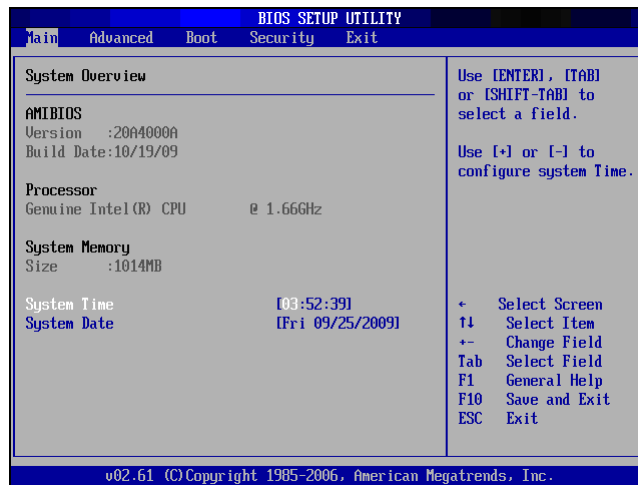 BIOS SETUP UTILITY
Main Advanced Boot Security Exit
System Overview
AMIBIOS
Version :20A4000A
Build Date:10/19/09
Processor
Genuine Intel(R) CPU @ 1.66GHz
System Memory
Size :1014MB
System Time [03:52:39]
System Date [Fri 09/25/2009]
Use [ENTER], [TAB]
or [SHIFT-TAB] to
select a field.
Use [+] or [-] to
configure system Time.
← Select Screen
↑↓ Select Item
+- Change Field
Tab Select Field
F1 General Help
F10 Save and Exit
ESC Exit
v02.61 (C)Copyright 1985-2006, American Megatrends, Inc.